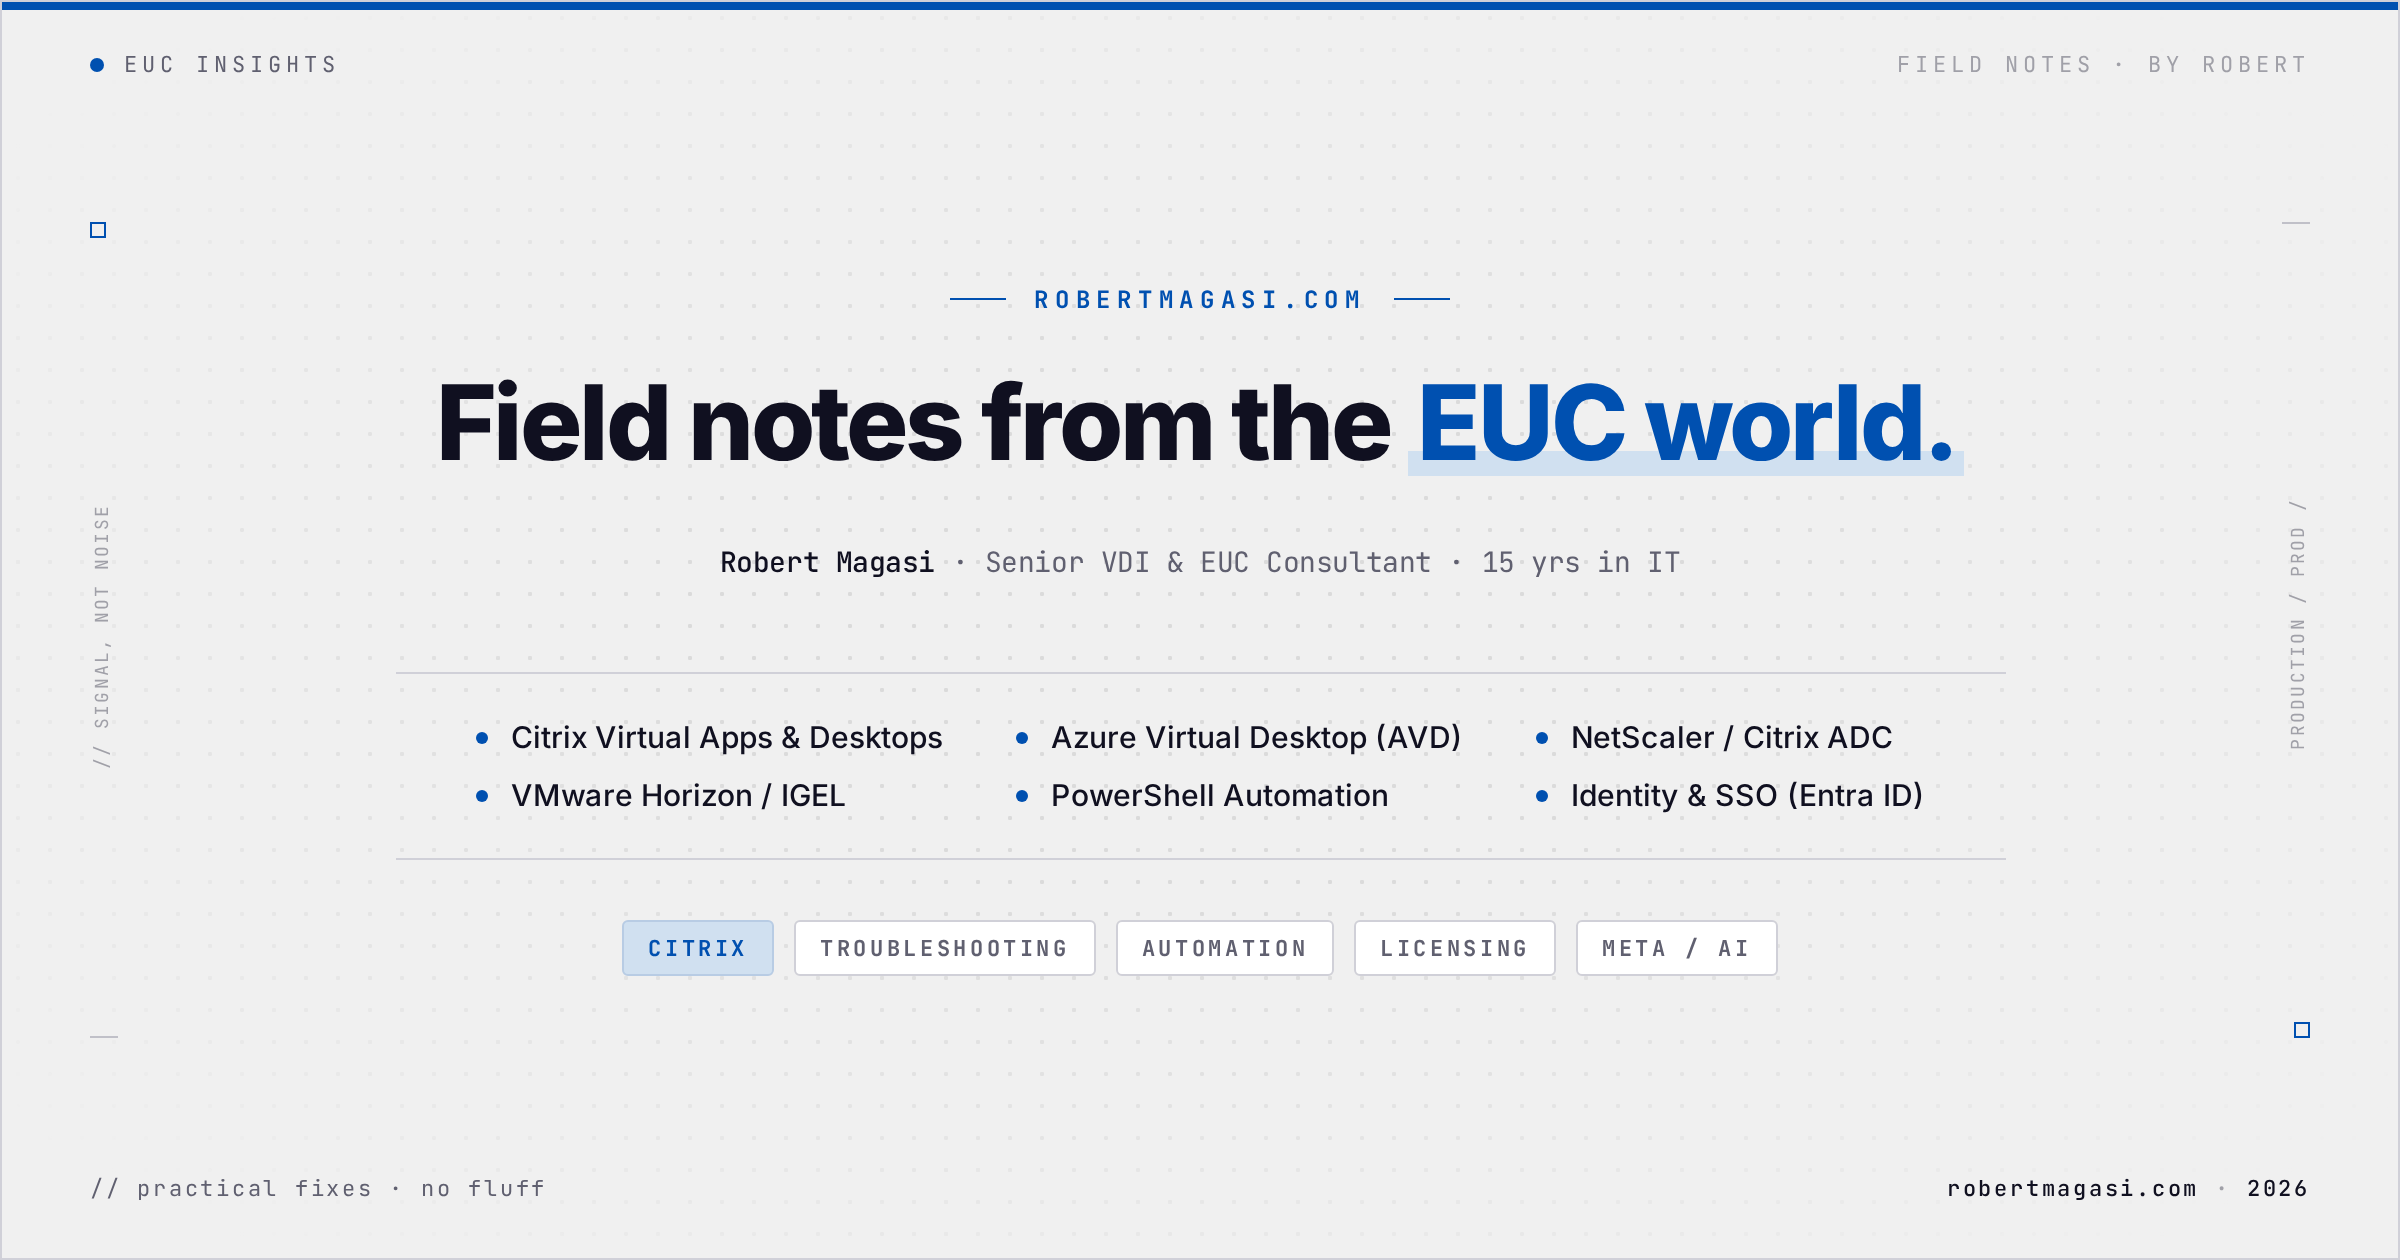 EUC INSIGHTS
FIELD NOTES · BY ROBERT
ROBERTMAGASI.COM
Field notes from the EUC world.
Robert Magasi · Senior VDI & EUC Consultant · 15 yrs in IT
// SIGNAL, NOT NOISE
PRODUCTION / PROD /
Citrix Virtual Apps & Desktops
Azure Virtual Desktop (AVD)
NetScaler / Citrix ADC
VMware Horizon / IGEL
PowerShell Automation
Identity & SSO (Entra ID)
CITRIX
TROUBLESHOOTING
AUTOMATION
LICENSING
META / AI
// practical fixes · no fluff
robertmagasi.com · 2026